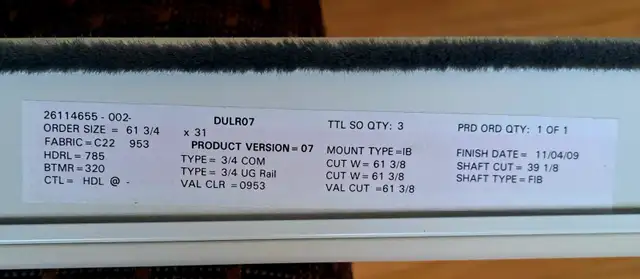 26114655 - 002-
ORDER SIZE = 61 3/4
FABRIC=C22 953
HDRL= 785
BTMR=320
CTL= HDL @ -
DULR07
x 31
PRODUCT VERSION = 07
TYPE= 3/4 COM
TYPE= 3/4 UG Rail
VAL CLR =0953
TTL SO QTY: 3
MOUNT TYPE=IB
CUT W= 61 3/8
CUT W= 61 3/8
VAL CUT =61 3/8
PRD ORD QTY: 1 OF 1
FINISH DATE= 11/04/09
SHAFT CUT= 39 1/8
SHAFT TYPE= FIB